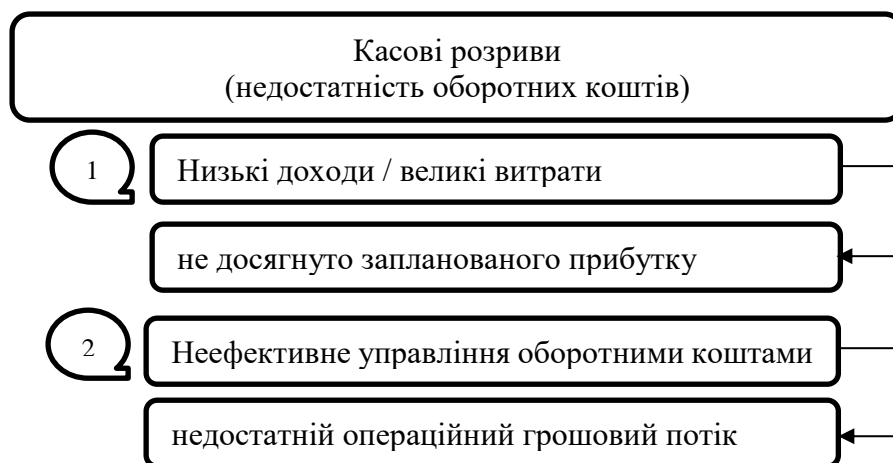 Касові розриви
(недостатність оборотних коштів)
1
Низькі доходи / великі витрати
не досягнуто запланованого прибутку
2
Неефективне управління оборотними коштами
недостатній операційний грошовий потік